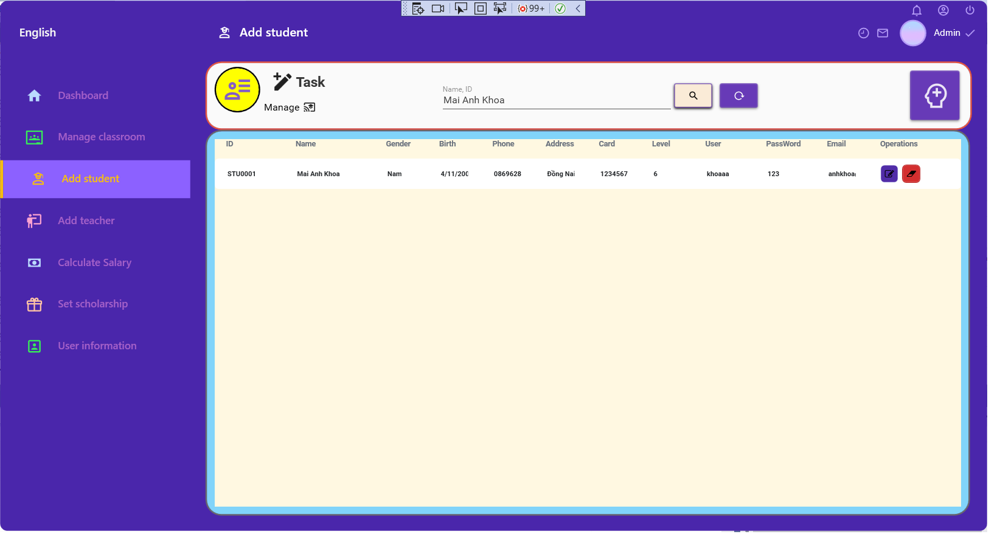 99+
English
Add student
Admin
Dashboard
Manage classroom
Add student
Add teacher
Calculate Salary
Set scholarship
User information
Task
Manage
Name, ID
Mai Anh Khoa
ID Name Gender Birth Phone Address Card Level User PassWord Email Operations
STU0001 Mai Anh Khoa Nam 4/11/200 0869628 Đồng Nai 1234567 6 khoaaa 123 anhkhoa